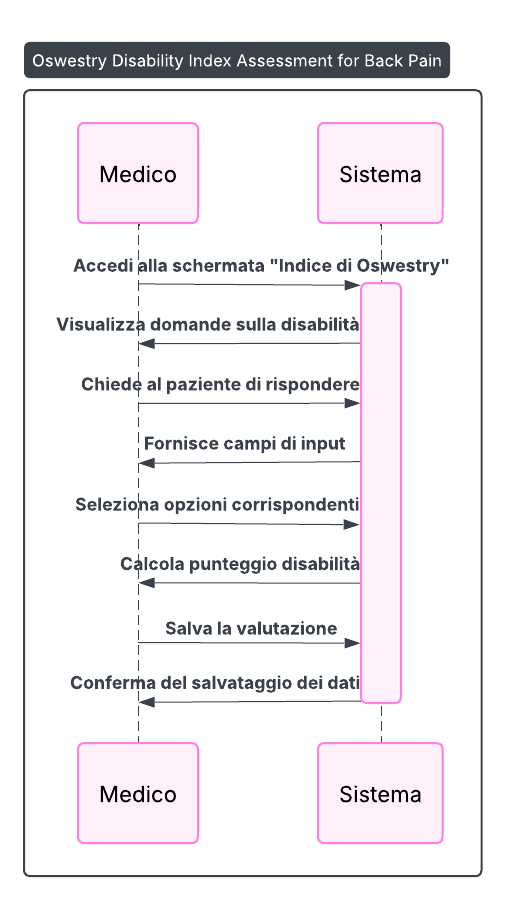 Oswestry Disability Index Assessment for Back Pain
Medico
Sistema
Accedi alla schermata "Indice di Oswestry"
Visualizza domande sulla disabilità
Chiede al paziente di rispondere
Fornisce campi di input
Seleziona opzioni corrispondenti
Calcola punteggio disabilità
Salva la valutazione
Conferma del salvataggio dei dati
Medico
Sistema